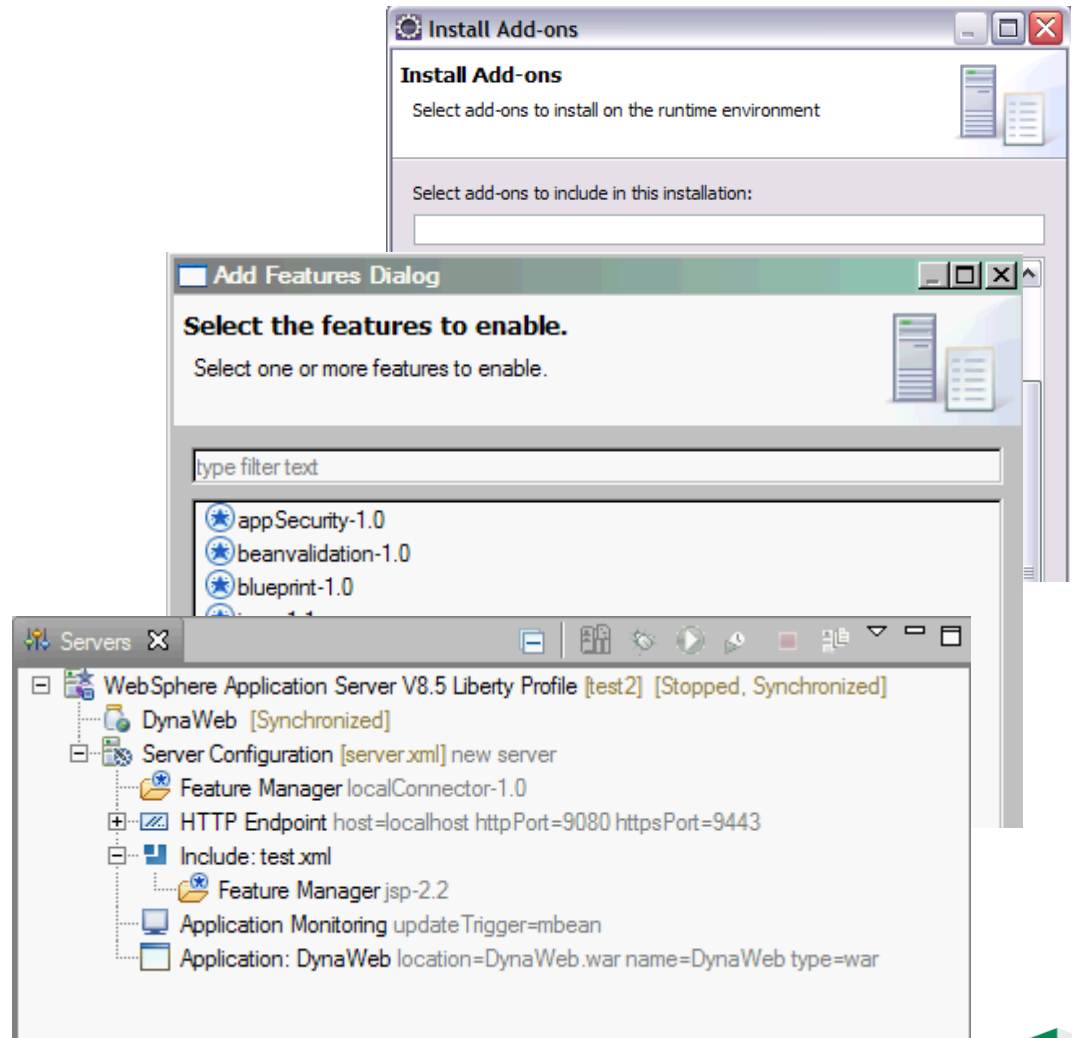 Install Add-ons
Install Add-ons
Select add-ons to install on the runtime environment
Select add-ons to include in this installation:
Add Features Dialog
Select the features to enable.
Select one or more features to enable.
type filter text
appSecurity-1.0
beanvalidation-1.0
blueprint-1.0
Servers
WebSphere Application Server V8.5 Liberty Profile [test2] [Stopped, Synchronized]
DynaWeb [Synchronized]
Server Configuration [server.xml] new server
Feature Manager localConnector-1.0
HTTP Endpoint host=localhost httpPort=9080 httpsPort=9443
Include: test.xml
Feature Manager jsp-2.2
Application Monitoring updateTrigger=mbean
Application: DynaWeb location=DynaWeb.war name=DynaWeb type=war